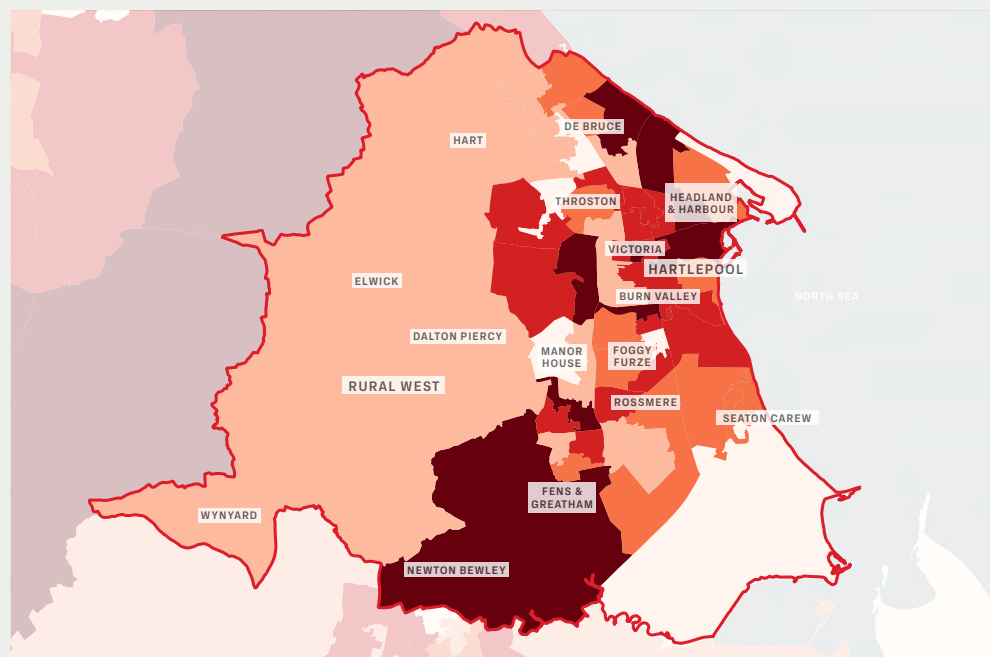 DE BRUCE
HART
THROSTON
HEADLAND
& HARBOUR
VICTORIA
HARTLEPOOL
ELWICK
BURN VALLEY
NORTH SEA
DALTON PIERCY
MANOR
HOUSE
FOGGY
FURZE
RURAL WEST
ROSSMERE
SEATON CAREW
FENS &
GREATHAM
WYNYARD
NEWTON BEWLEY